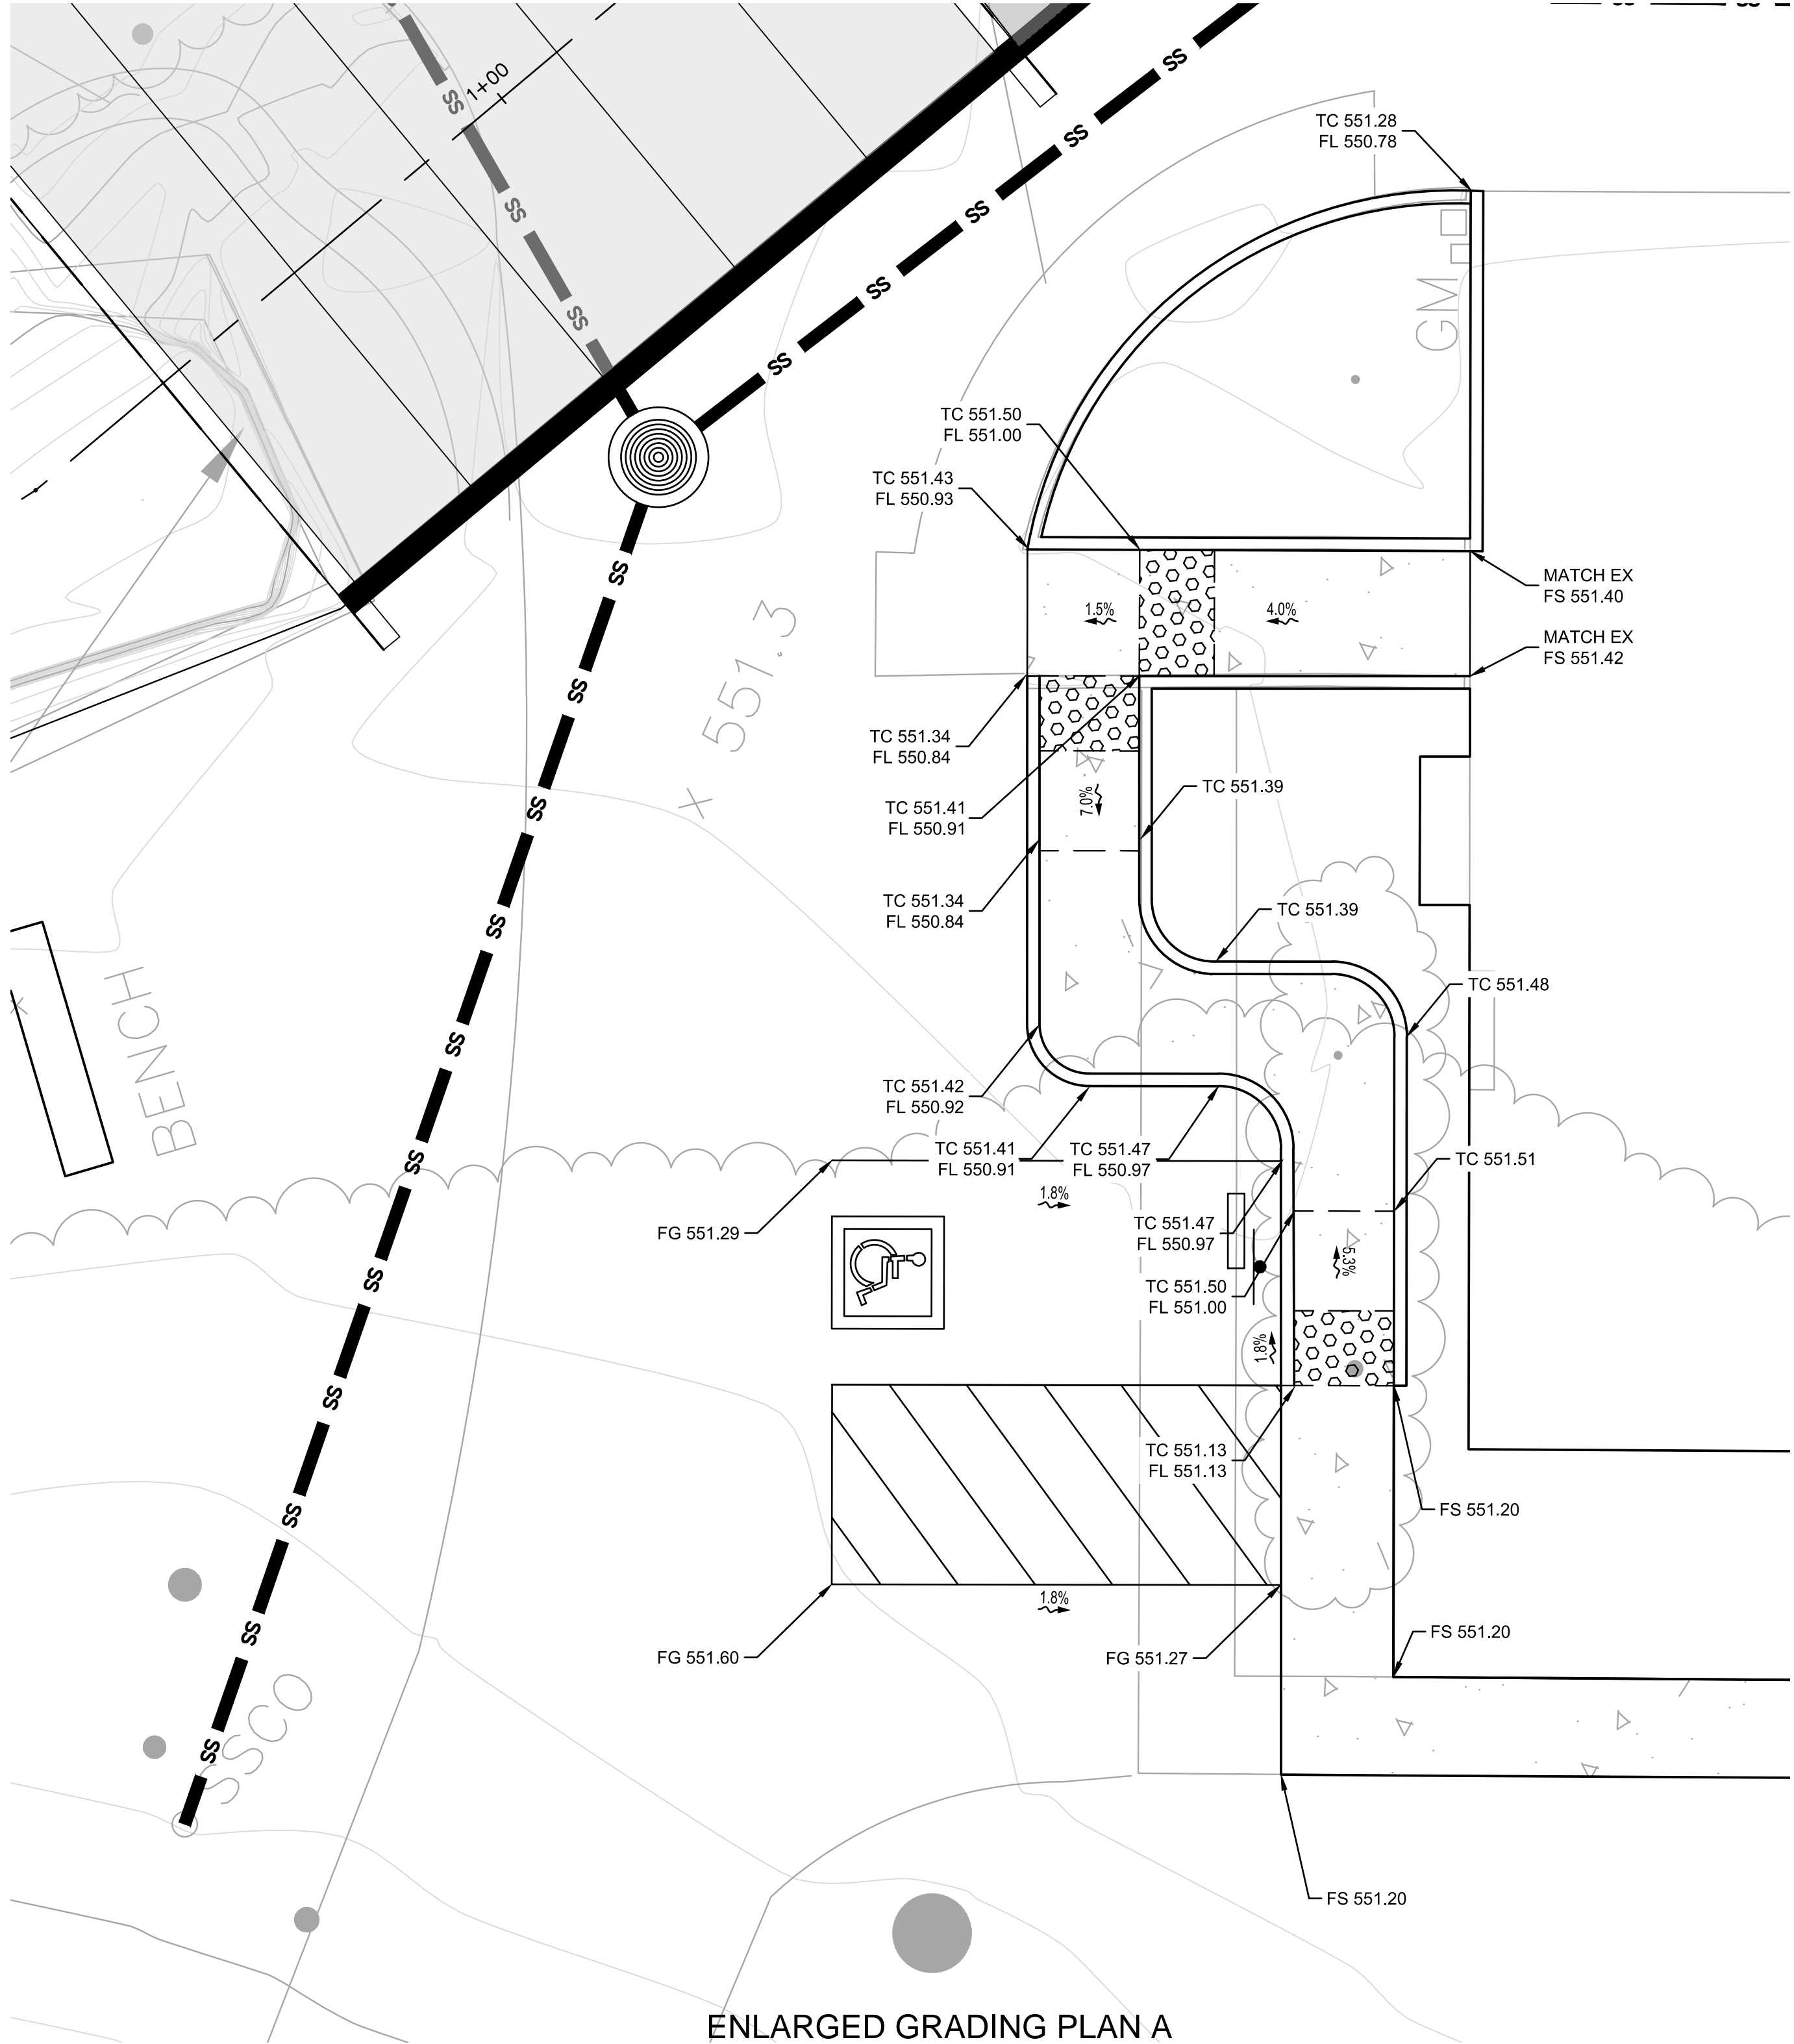 SS
SS
SS
1+00
SS
SS
SS
SS
SS
SS
SS
SS
TC 551.28
FL 550.78
GM
TC 551.50
FL 551.00
TC 551.43
FL 550.93
MATCH EX
FS 551.40
1.5%
4.0%
MATCH EX
FS 551.42
SS
X 551.3
SS
TC 551.34
FL 550.84
7.0%
TC 551.39
TC 551.41
FL 550.91
SS
TC 551.34
FL 550.84
TC 551.39
SS
BENCH
X
TC 551.48
SS
TC 551.42
FL 550.92
TC 551.41
FL 550.91
TC 551.47
FL 550.97
TC 551.51
SS
1.8%
FG 551.29
TC 551.47
FL 550.97
SS
5.3%
TC 551.50
FL 551.00
1.8%
SS
TC 551.13
FL 551.13
SS
FS 551.20
1.8%
SS
FS 551.20
FG 551.60
FG 551.27
SSCO
SS
FS 551.20
ENLARGED GRADING PLAN A